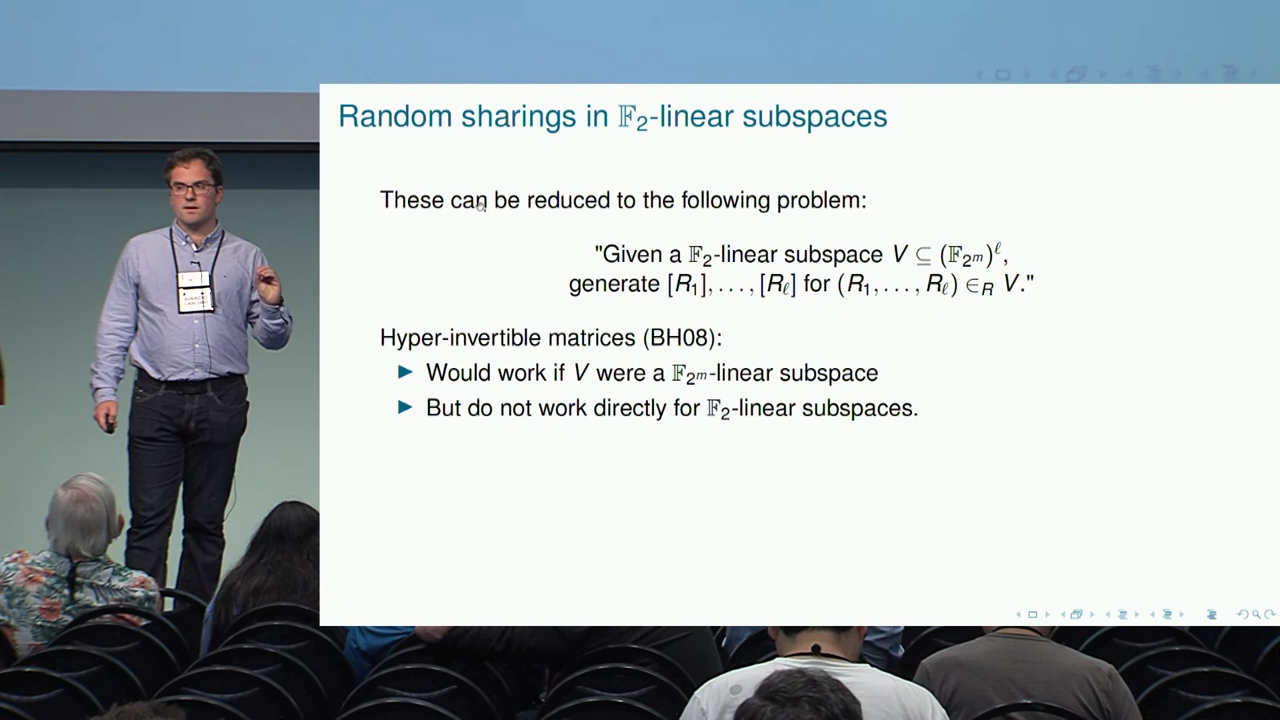 Random sharings in 𝔽₂-linear subspaces
These can be reduced to the following problem:
"Given a 𝔽₂-linear subspace V ⊆ (𝔽₂ᵐ)^ℓ,
generate [R₁], . . . , [Rℓ] for (R₁, . . . , Rℓ) ∈_R V."
Hyper-invertible matrices (BH08):
▶ Would work if V were a 𝔽₂ᵐ-linear subspace
▶ But do not work directly for 𝔽₂-linear subspaces.